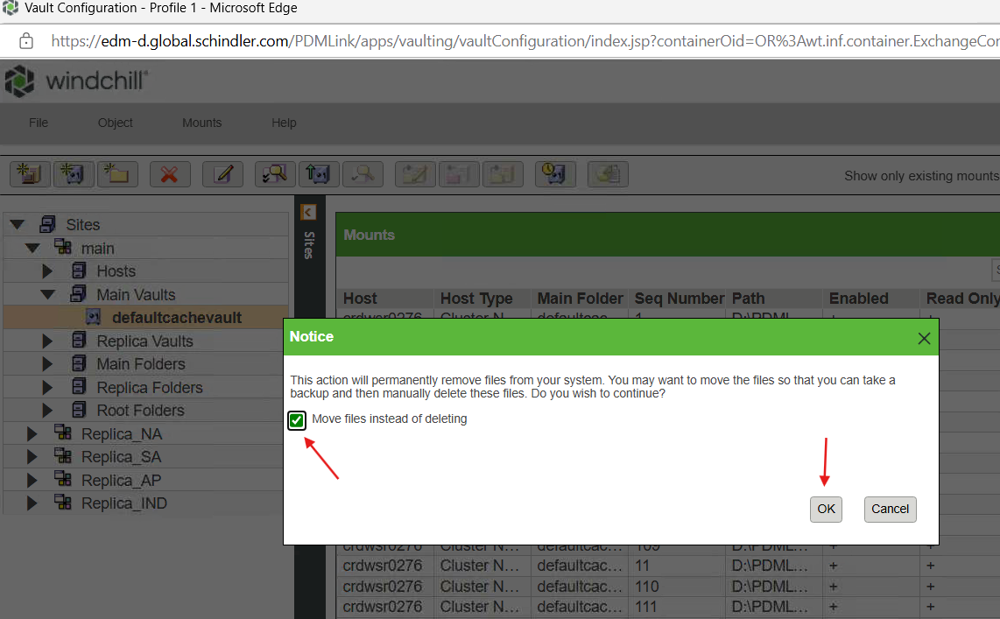 Vault Configuration - Profile 1 - Microsoft Edge
https://edm-d.global.schindler.com/PDMLink/apps/vaulting/vaultConfiguration/index.jsp?containerOid=OR%3Awt.inf.container.ExchangeCor
windchill®
File Object Mounts Help
Show only existing mounts
Sites
main
Hosts
Main Vaults
defaultcachevault
Replica Vaults
Main Folders
Replica Folders
Root Folders
Replica_NA
Replica_SA
Replica_AP
Replica_IND
Sites
Mounts
Host Host Type Main Folder Seq Number Path Enabled Read Only
crdwsr0276 Cluster N... defaultcac... 1 D:\PDML... + +
Notice
This action will permanently remove files from your system. You may want to move the files so that you can take a
backup and then manually delete these files. Do you wish to continue?
Move files instead of deleting
OK Cancel
crdwsr0276 Cluster N... defaultcac... 109 D:\PDML... + +
crdwsr0276 Cluster N... defaultcac... 11 D:\PDML... + +
crdwsr0276 Cluster N... defaultcac... 110 D:\PDML... + +
crdwsr0276 Cluster N... defaultcac... 111 D:\PDML... + +